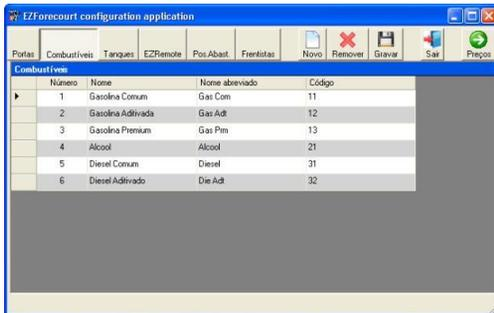 EZForecourt configuration application
Portas Combustíveis Tanques EZRemote Pos.Abast. Frentistas Novo Remover Gravar Sair Preços
Combustíveis
Número Nome Nome abreviado Código
1 Gasolina Comum Gas Com 11
2 Gasolina Aditivada Gas Adt 12
3 Gasolina Premium Gas Prm 13
4 Alcool Alcool 21
5 Diesel Comum Diesel 31
6 Diesel Aditivado Die Adt 32